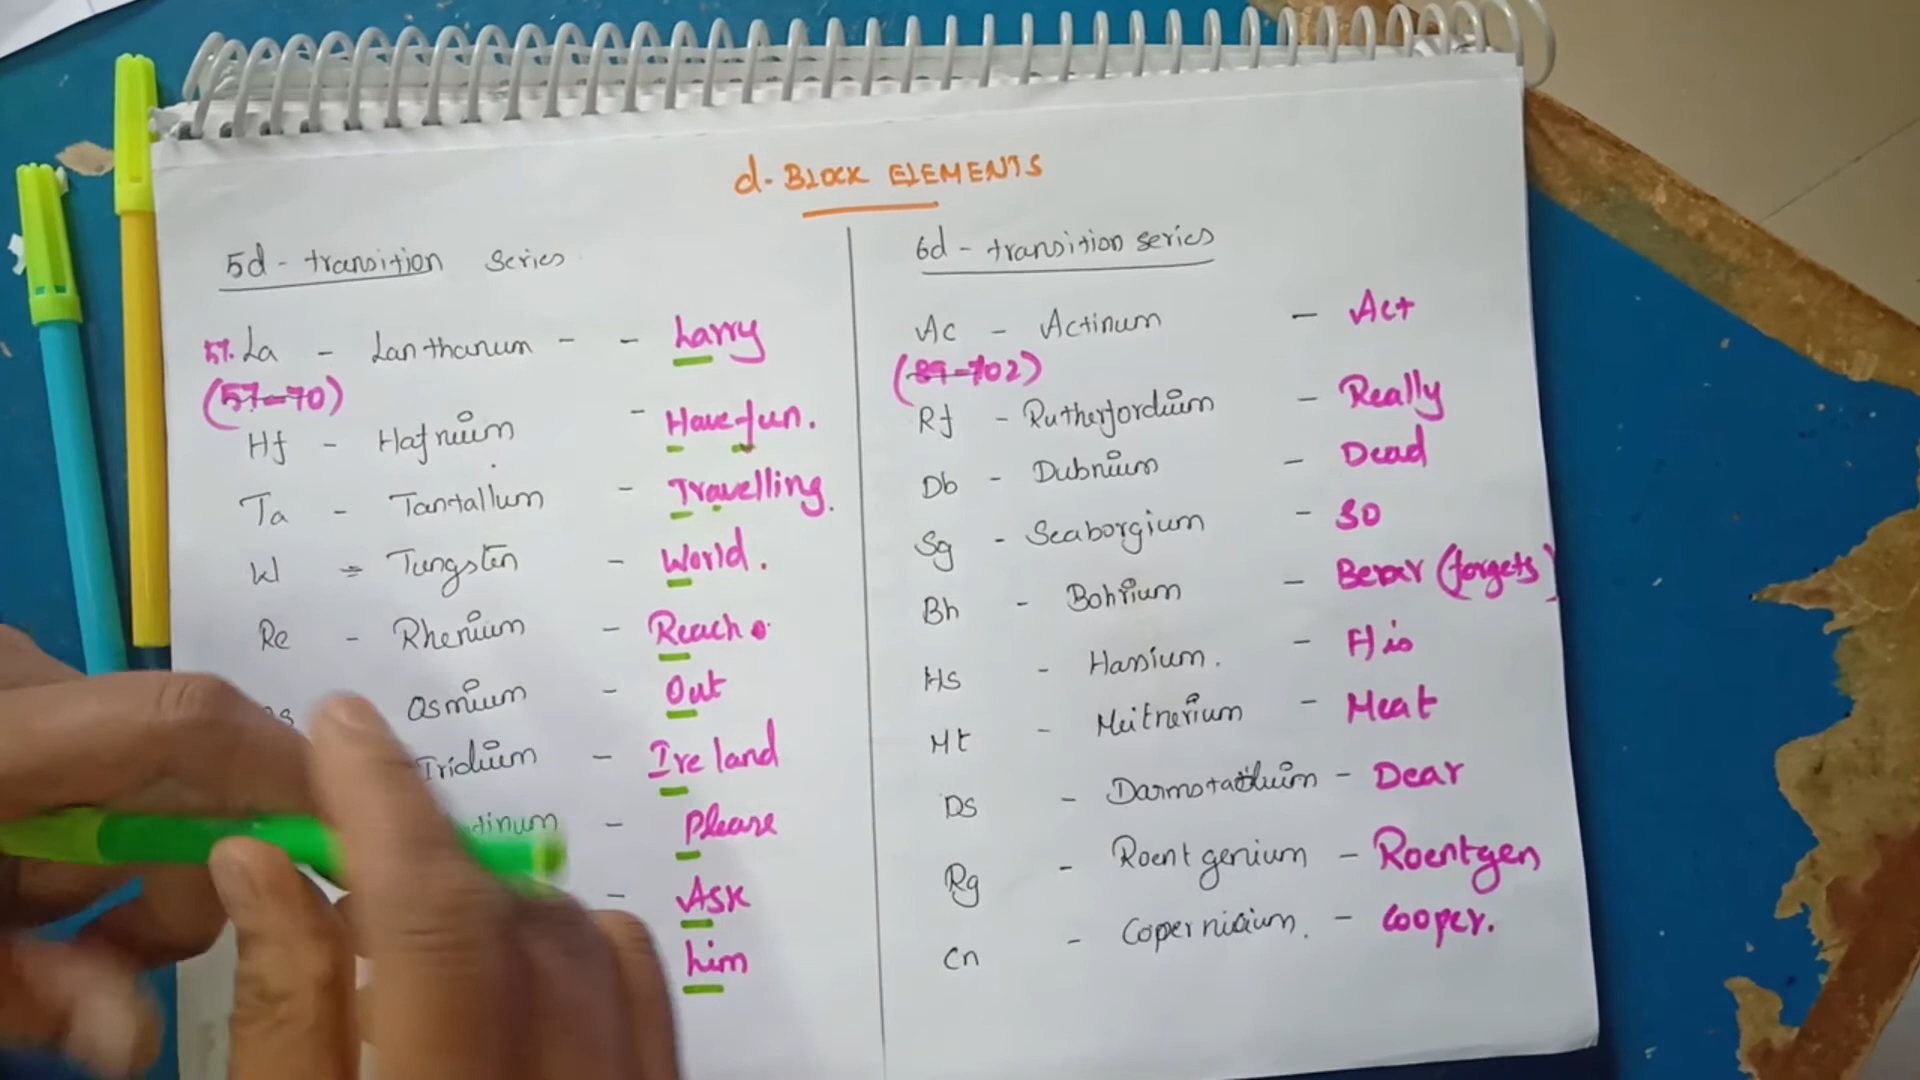 d-BLOCK ELEMENTS
5d - transition series
57. La - Lanthanum - - Larry
(57-70)
Hf - Hafnium - Have fun.
Ta - Tantallum - Travelling.
W = Tungsten - World.
Re - Rhenium - Reach
Osmium - Out
Iridium - Ireland
tinum - Please
- Ask
him
6d - transition series
Ac - Actinum - Act
(89-102)
Rf - Rutherfordium - Really
Db - Dubnium - Dead
Sg - Seaborgium - So
Bh - Bohrium - Berar (forgets)
Hs - Hassium. - His
Mt - Meitnerium - Meat
Ds - - Dear
Rg - Roentgenium - Roentgen
Cn - Copernicium. - Cooper.